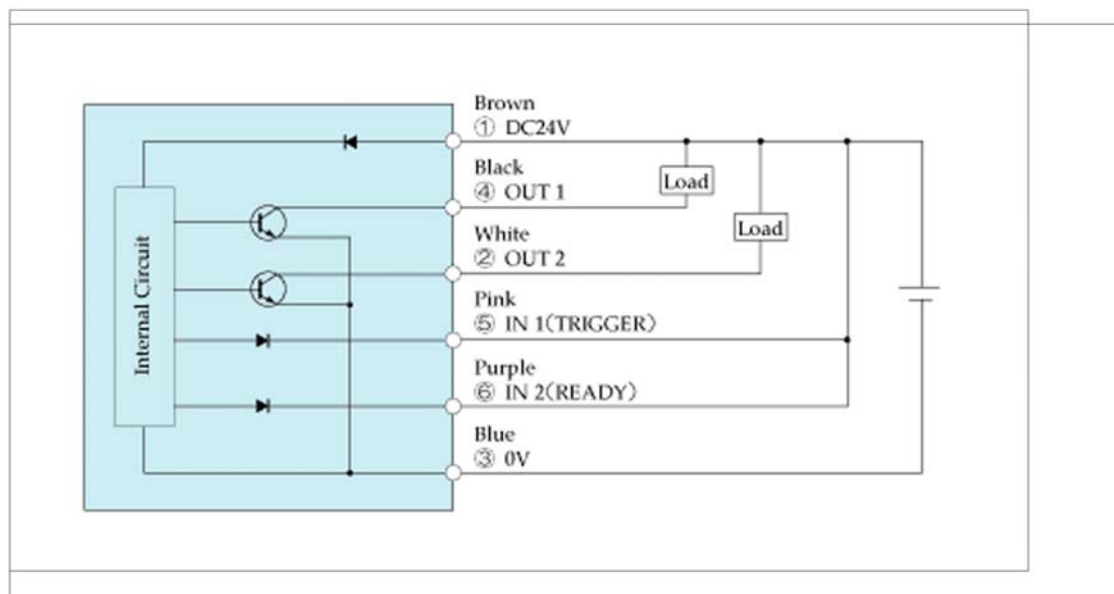 Brown
① DC24V
Black
④ OUT 1
Load
White
② OUT 2
Load
Pink
⑤ IN 1(TRIGGER)
Purple
⑥ IN 2(READY)
Blue
③ 0V
Internal Circuit